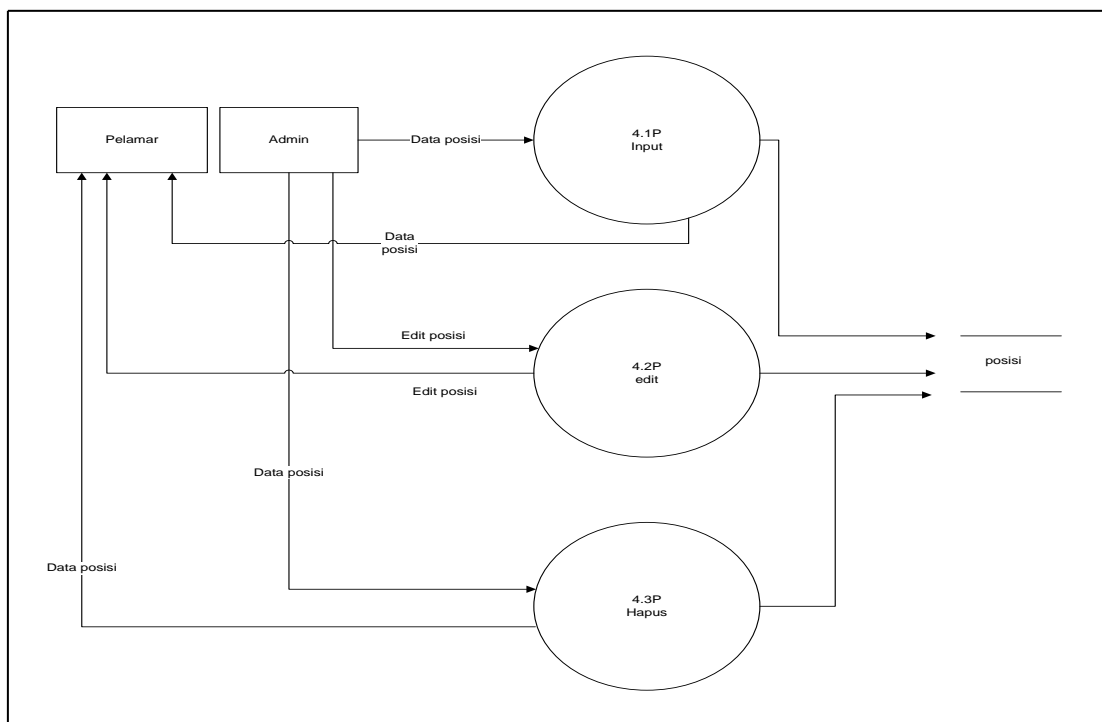 Pelamar
Admin
Data posisi
4.1P
Input
Data
posisi
Edit posisi
4.2P
edit
posisi
Edit posisi
Data posisi
Data posisi
4.3P
Hapus